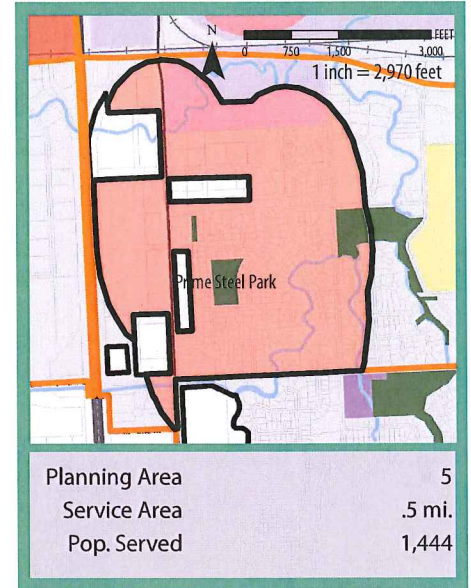 N
FEET
0 750 1,500 3,000
1 inch = 2,970 feet
Prime Steel Park
Planning Area 5
Service Area .5 mi.
Pop. Served 1,444